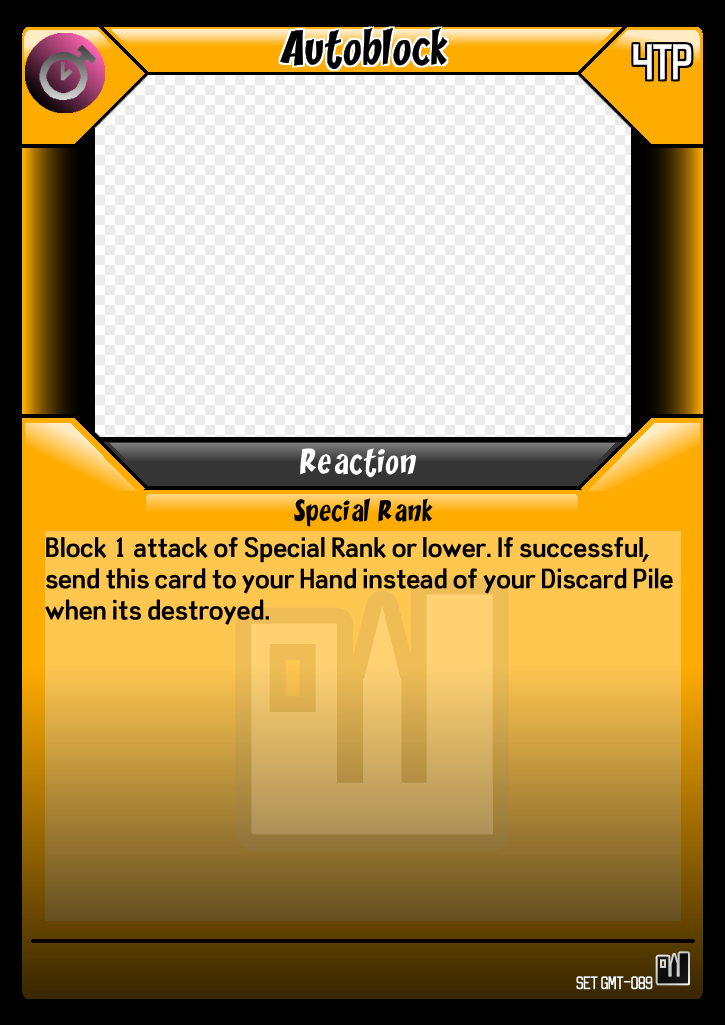 Autoblock
4TP
Reaction
Special Rank
Block 1 attack of Special Rank or lower. If successful,
send this card to your Hand instead of your Discard Pile
when its destroyed.
SET GMT-089